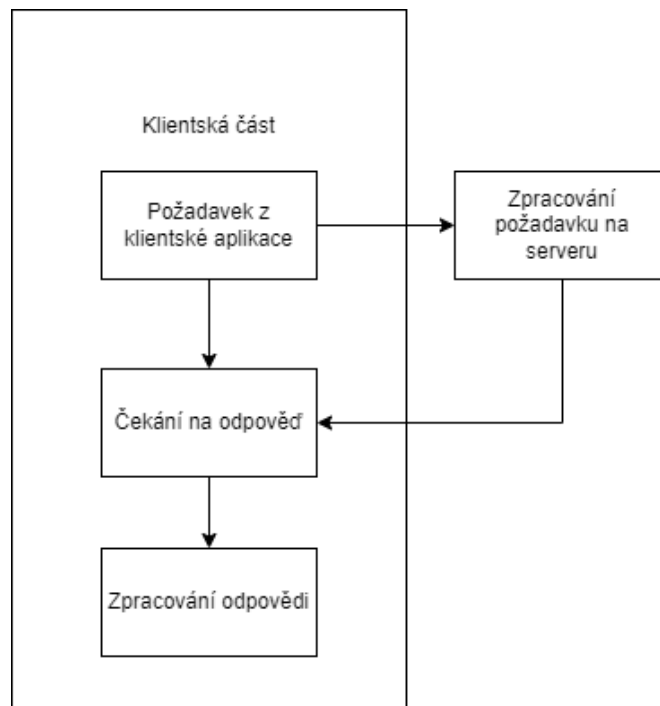 Klientská část
Požadavek z
klientské aplikace
Zpracování
požadavku na
serveru
Čekání na odpověď
Zpracování odpovědi